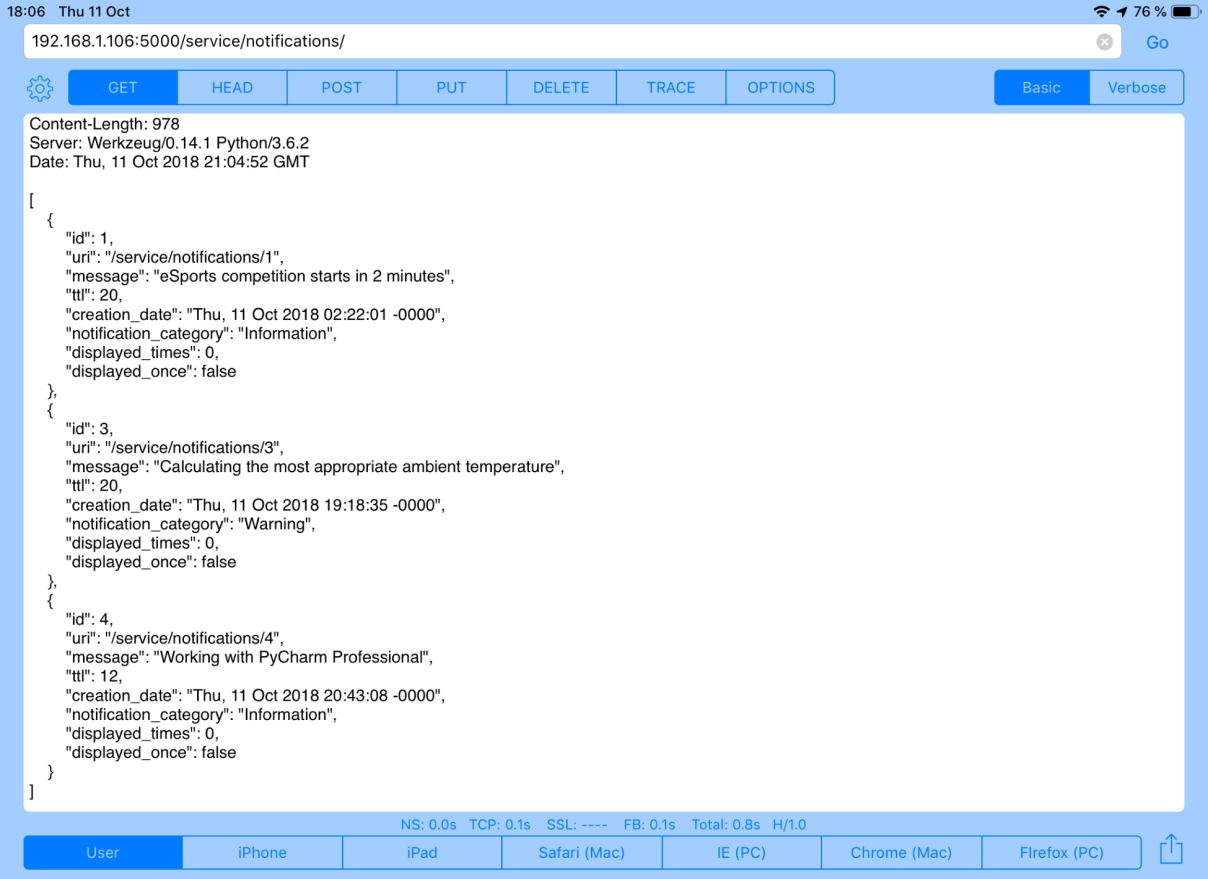 18:06 Thu 11 Oct
76 %
192.168.1.106:5000/service/notifications/
Go
GET HEAD POST PUT DELETE TRACE OPTIONS Basic Verbose
Content-Length: 978
Server: Werkzeug/0.14.1 Python/3.6.2
Date: Thu, 11 Oct 2018 21:04:52 GMT
[
{
"id": 1,
"uri": "/service/notifications/1",
"message": "eSports competition starts in 2 minutes",
"ttl": 20,
"creation_date": "Thu, 11 Oct 2018 02:22:01 -0000",
"notification_category": "Information",
"displayed_times": 0,
"displayed_once": false
},
{
"id": 3,
"uri": "/service/notifications/3",
"message": "Calculating the most appropriate ambient temperature",
"ttl": 20,
"creation_date": "Thu, 11 Oct 2018 19:18:35 -0000",
"notification_category": "Warning",
"displayed_times": 0,
"displayed_once": false
},
{
"id": 4,
"uri": "/service/notifications/4",
"message": "Working with PyCharm Professional",
"ttl": 12,
"creation_date": "Thu, 11 Oct 2018 20:43:08 -0000",
"notification_category": "Information",
"displayed_times": 0,
"displayed_once": false
}
]
NS: 0.0s TCP: 0.1s SSL: ---- FB: 0.1s Total: 0.8s H/1.0
User iPhone iPad Safari (Mac) IE (PC) Chrome (Mac) FIrefox (PC)